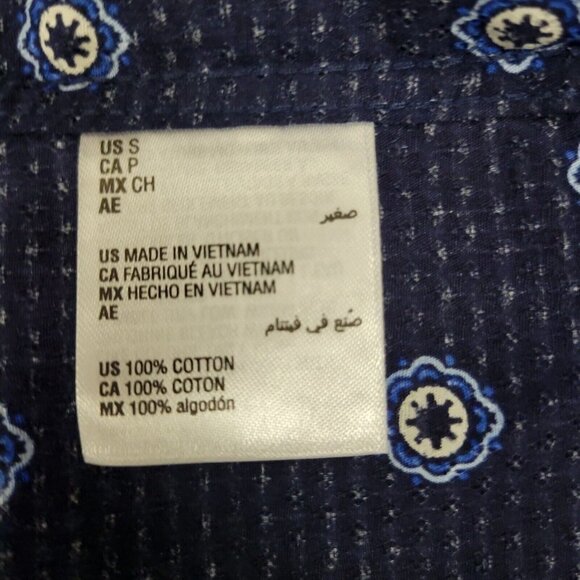 US S
CA P
MX CH
AE
صغير
US MADE IN VIETNAM
CA FABRIQUÉ AU VIETNAM
MX HECHO EN VIETNAM
AE
صُنع في فيتنام
US 100% COTTON
CA 100% COTON
MX 100% algodón